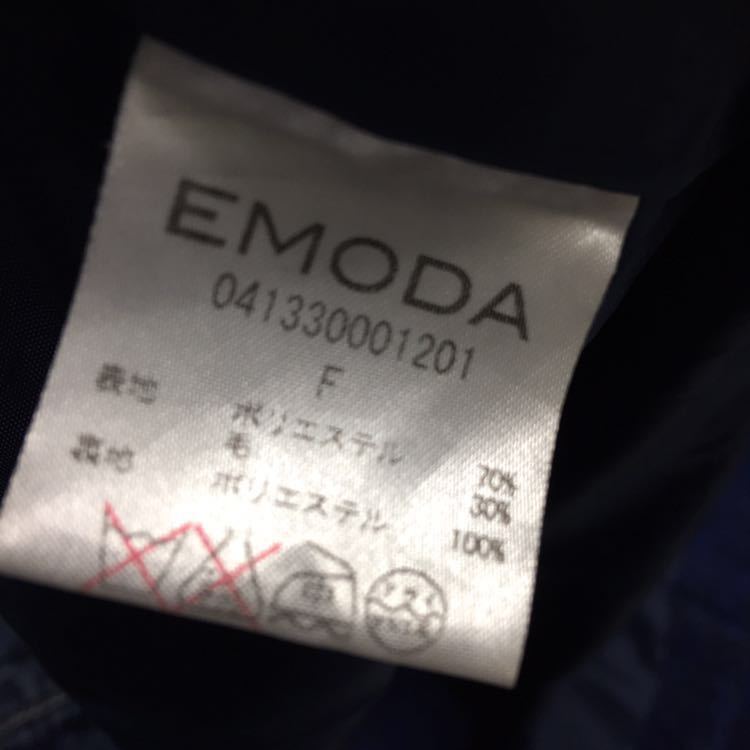 EMODA
041330001201
F
表地 ポリエステル 70%
毛 30%
裏地 ポリエステル 100%